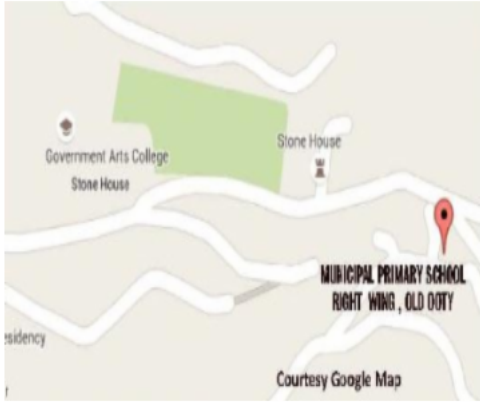 Government Arts College
Stone House
Stone House
MUNICIPAL PRIMARY SCHOOL
RIGHT WING , OLD OOTY
esidency
r
Courtesy Google Map